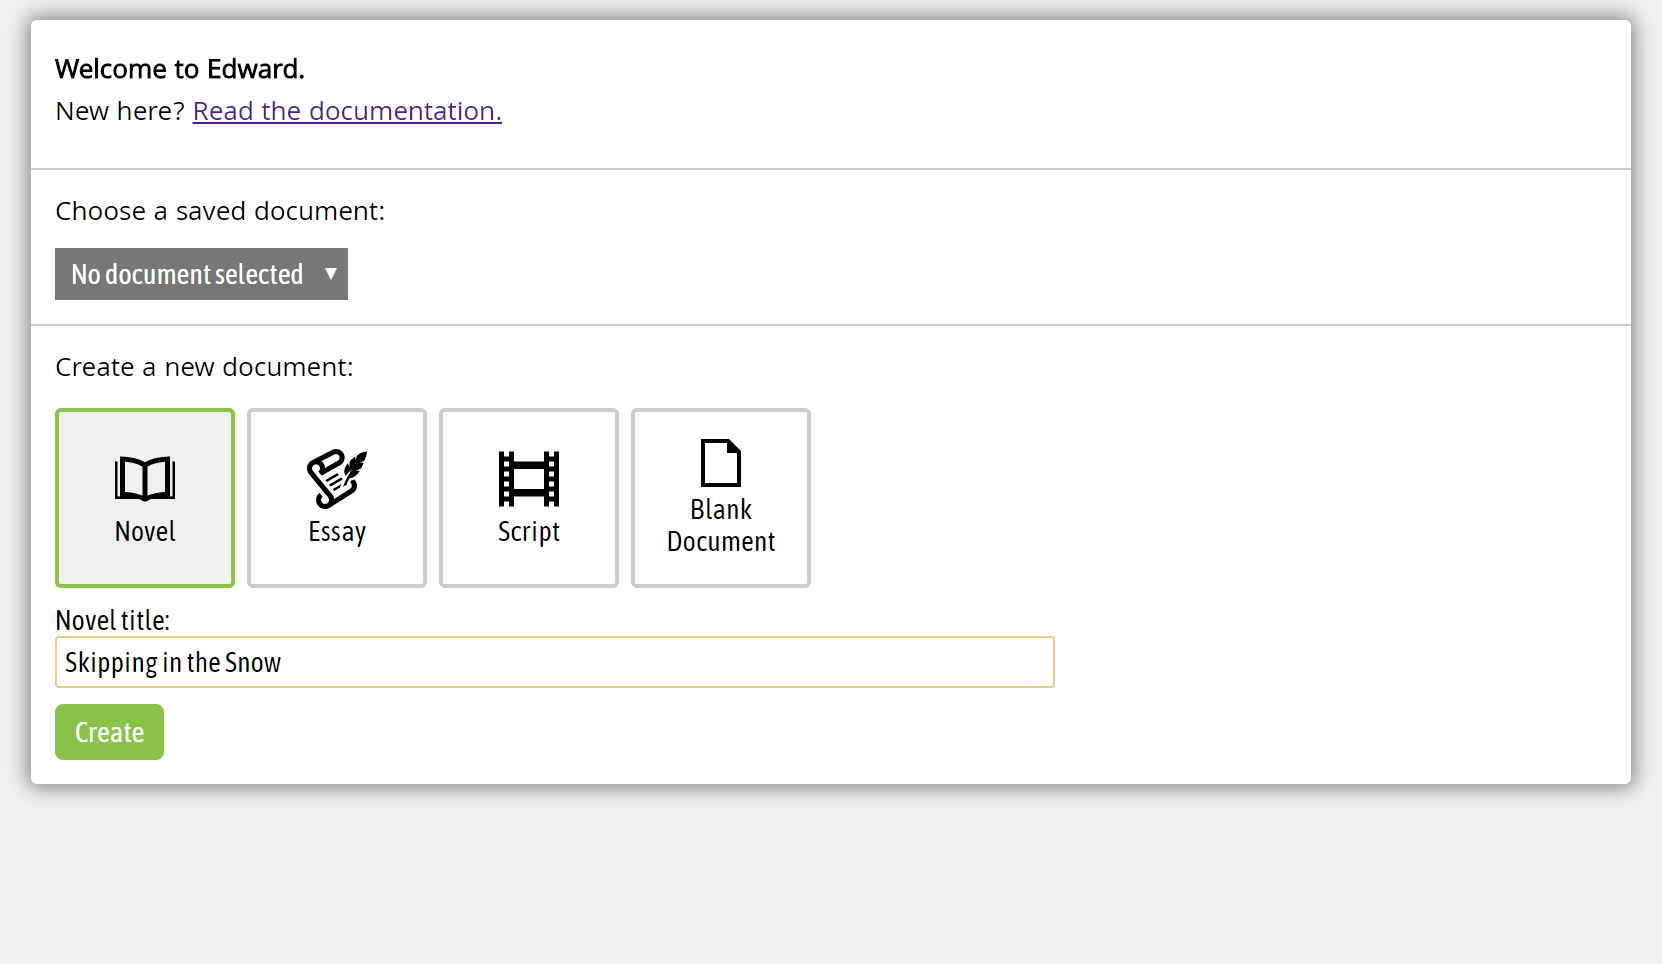 Welcome to Edward.
New here? Read the documentation.
Choose a saved document:
No document selected
Create a new document:
Novel
Essay
Script
Blank
Document
Novel title:
Skipping in the Snow
Create